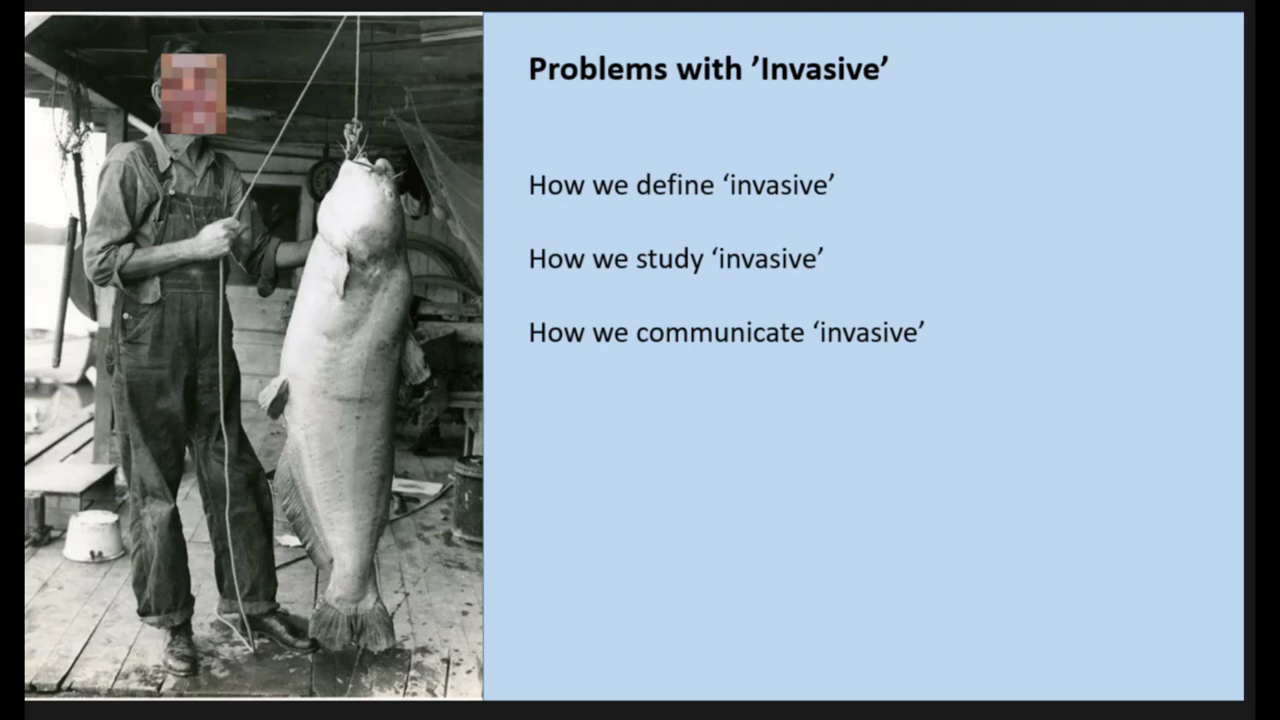 Problems with ’Invasive’
How we define ‘invasive’
How we study ‘invasive’
How we communicate ‘invasive’